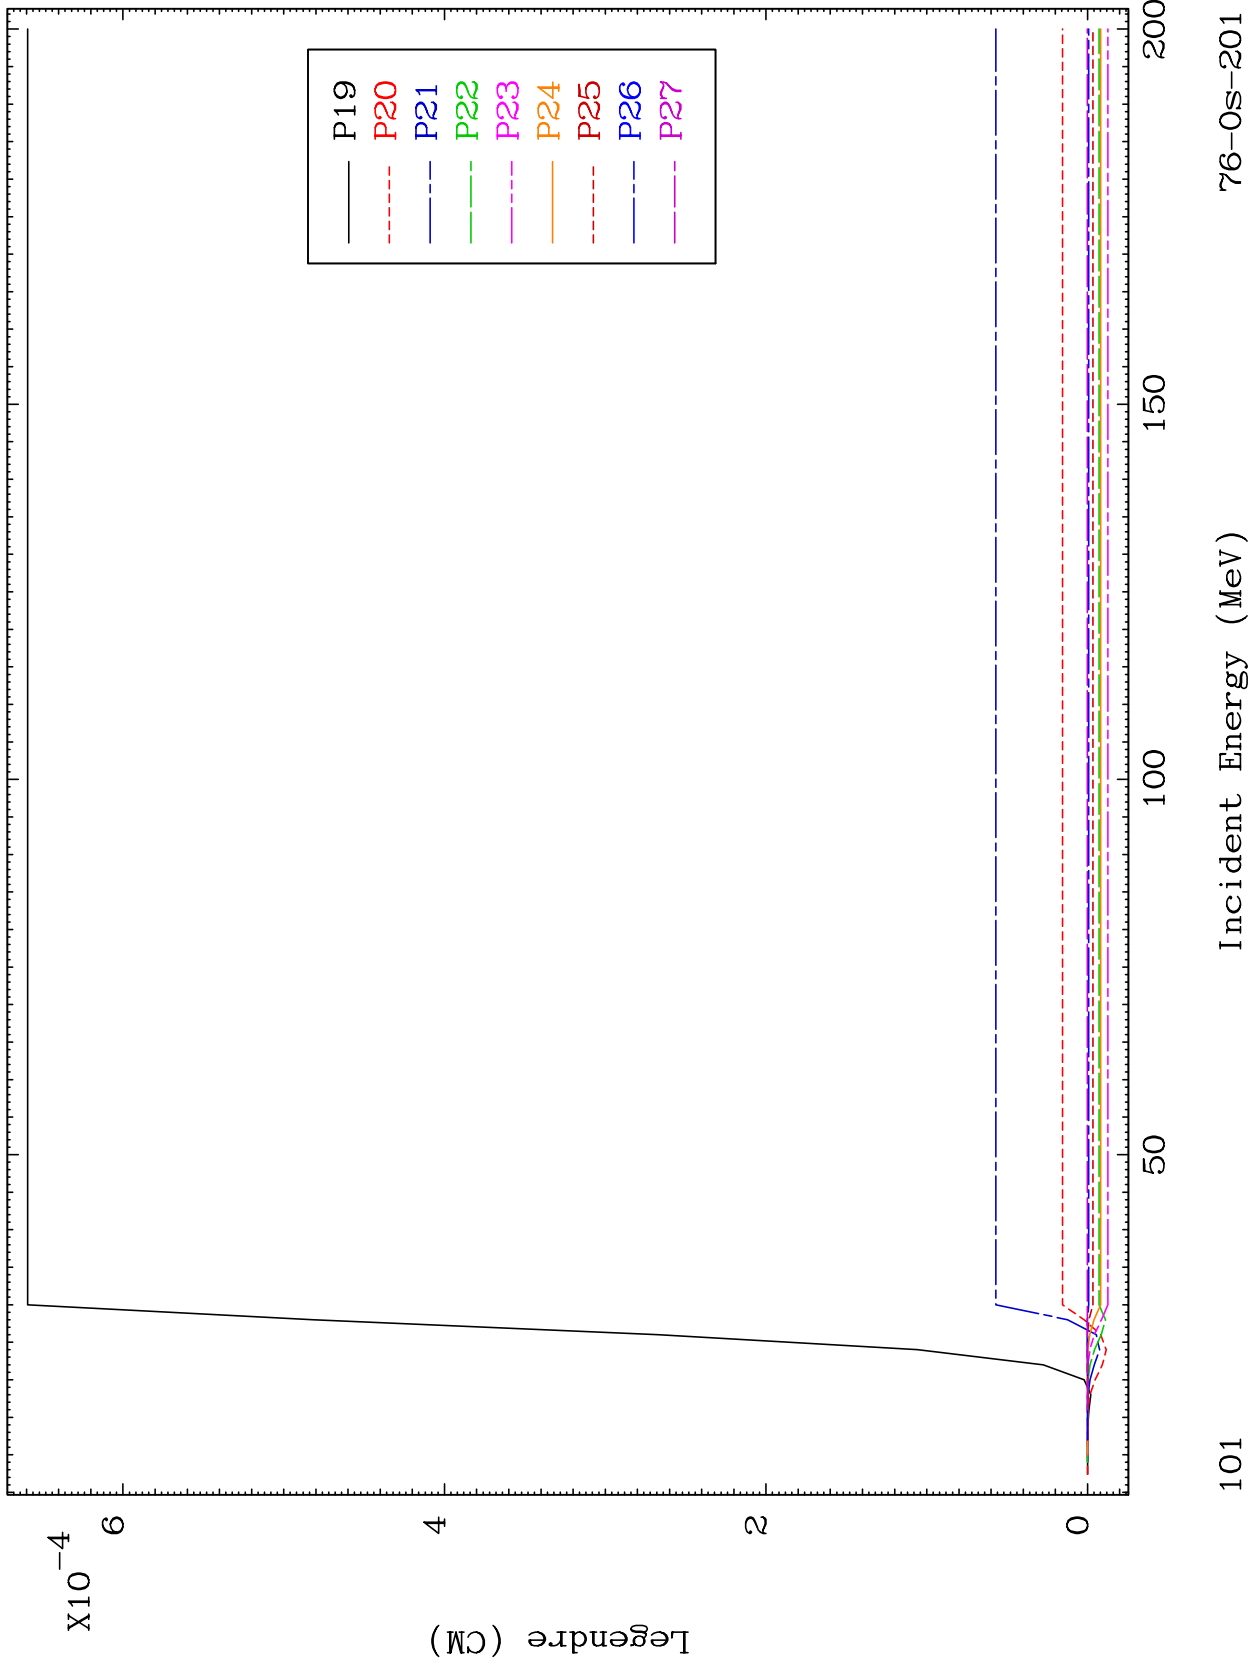 X10-4
6
4
2
0
Legendre (CM)
P19
P20
P21
P22
P23
P24
P25
P26
P27
50
100
150
200
Incident Energy (MeV)
101
76-Os-201